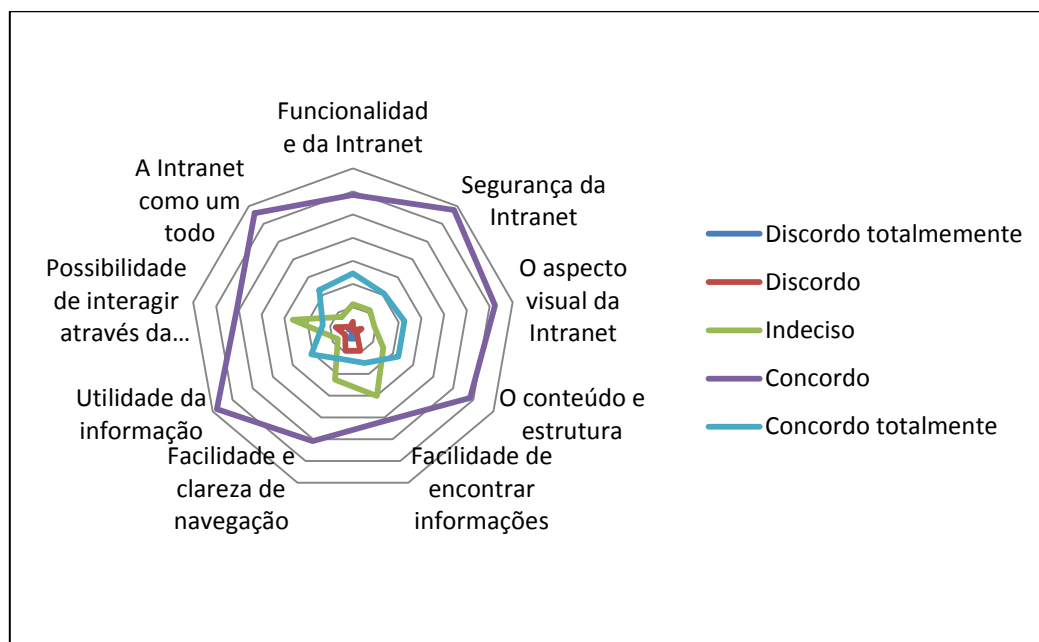 Funcionalidad
e da Intranet
Segurança da
Intranet
O aspecto
visual da
Intranet
O conteúdo e
estrutura
Facilidade de
encontrar
informações
Facilidade e
clareza de
navegação
Utilidade da
informação
Possibilidade
de interagir
através da...
A Intranet
como um
todo
Discordo totalmemente
Discordo
Indeciso
Concordo
Concordo totalmente